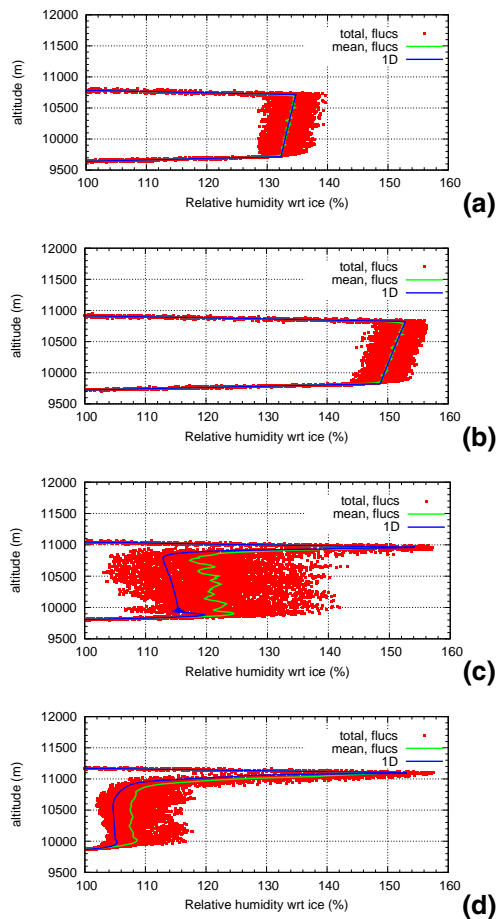 12000
11500
11000
10500
10000
9500
altitude (m)
total, flucs
mean, flucs
1D
100 110 120 130 140 150 160
Relative humidity wrt ice (%)
(a)
12000
11500
11000
10500
10000
9500
altitude (m)
total, flucs
mean, flucs
1D
100 110 120 130 140 150 160
Relative humidity wrt ice (%)
(b)
12000
11500
11000
10500
10000
9500
altitude (m)
total, flucs
mean, flucs
1D
100 110 120 130 140 150 160
Relative humidity wrt ice (%)
(c)
12000
11500
11000
10500
10000
9500
altitude (m)
total, flucs
mean, flucs
1D
100 110 120 130 140 150 160
Relative humidity wrt ice (%)
(d)